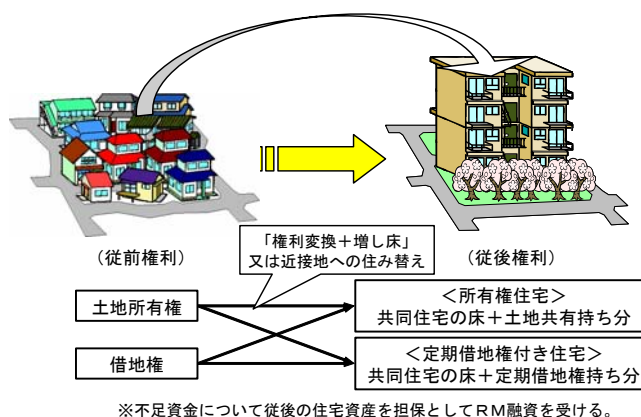 (従前権利)
(従後権利)
「権利変換+増し床」
又は近接地への住み替え
土地所有権
借地権
<所有権住宅>
共同住宅の床+土地共有持ち分
<定期借地権付き住宅>
共同住宅の床+定期借地権持ち分
※不足資金について従後の住宅資産を担保としてRM融資を受ける。